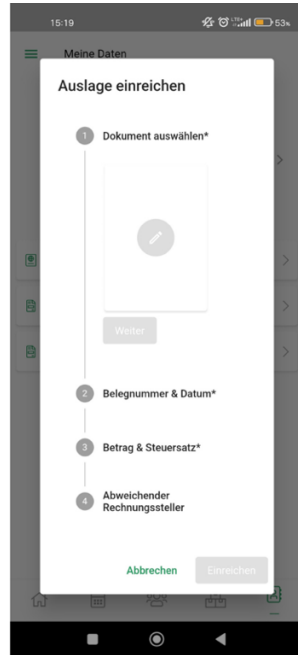 15:19
53%
Meine Daten
Auslage einreichen
1 Dokument auswählen*
Weiter
2 Belegnummer & Datum*
3 Betrag & Steuersatz*
4 Abweichender
Rechnungssteller
Abbrechen Einreichen